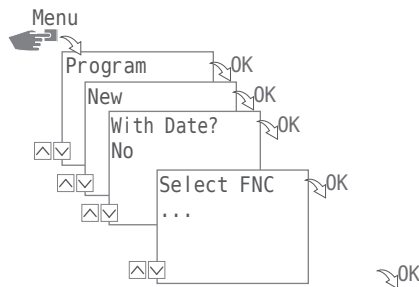 Menu
Program
OK
New
OK
With Date?
OK
No
Select FNC
OK
...
OK